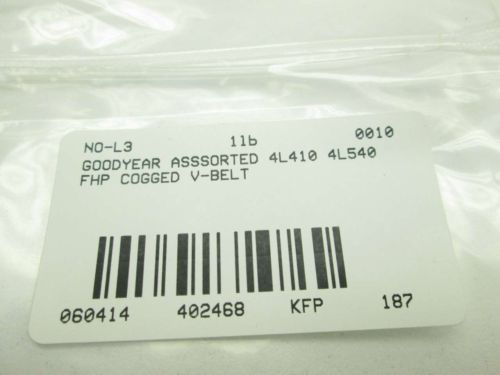 NO-L3 1lb 0010
GOODYEAR ASSSORTED 4L410 4L540
FHP COGGED V-BELT
060414 402468 KFP 187